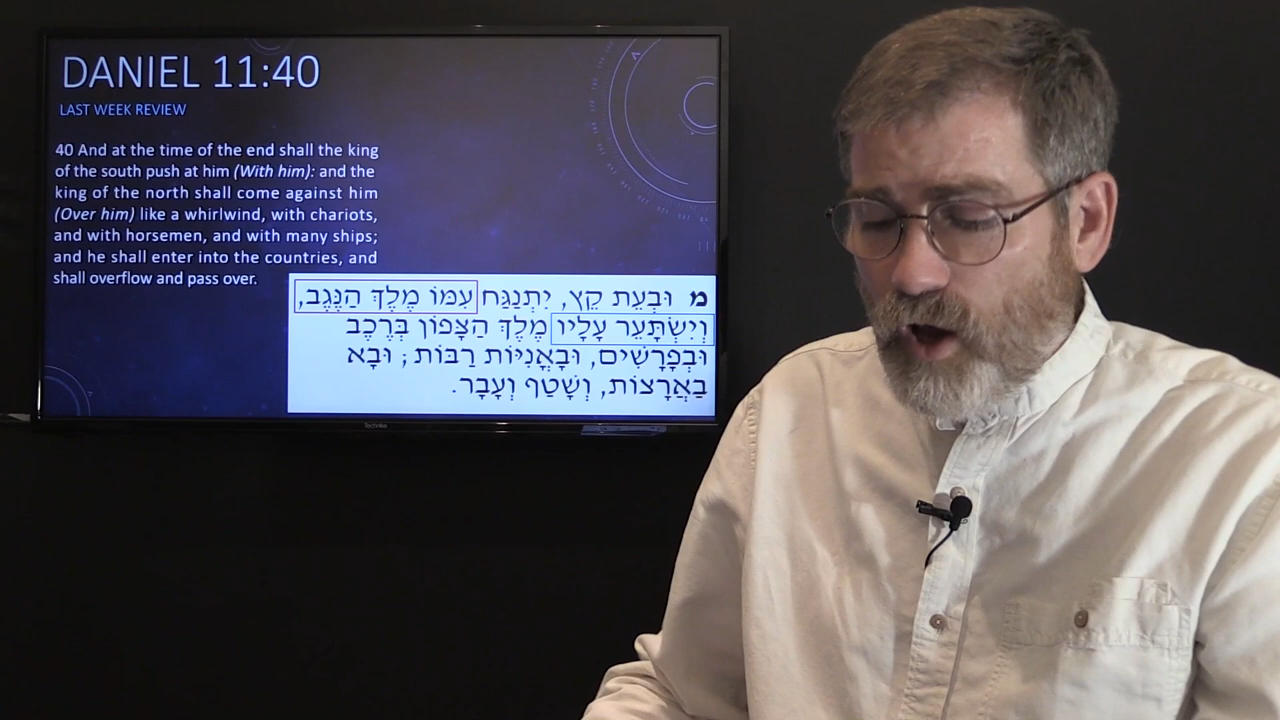 DANIEL 11:40
LAST WEEK REVIEW
40 And at the time of the end shall the king
of the south push at him (With him): and the
king of the north shall come against him
(Over him) like a whirlwind, with chariots,
and with horsemen, and with many ships;
and he shall enter into the countries, and
shall overflow and pass over.
מ וּבְעֵת קֵץ, יִתְנַגַּח עִמּוֹ מֶלֶךְ הַנֶּגֶב,
וְיִשְׂתָּעֵר עָלָיו מֶלֶךְ הַצָּפוֹן בְּרֶכֶב
וּבְפָרָשִׁים, וּבָאֳנִיּוֹת רַבּוֹת; וּבָא
בַאֲרָצוֹת, וְשָׁטַף וְעָבָר.
Technika